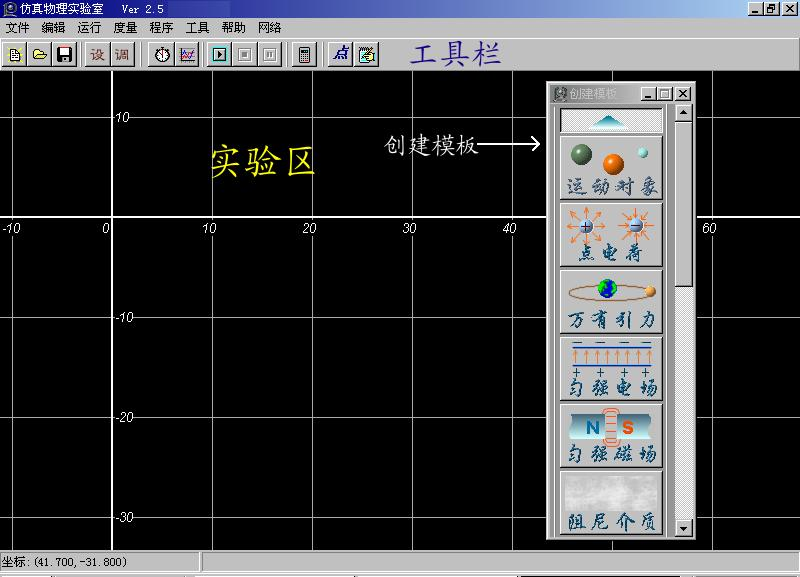 仿真物理实验室 Ver 2.5
文件 编辑 运行 度量 程序 工具 帮助 网络
设 调 点 工具栏
创建模板
10
实验区
创建模板
运动对象
-10 0 10 20 30 40 60
点电荷
+ −
万有引力
-10
− − − −
+ + + +
匀强电场
-20
N S
匀强磁场
-30
阻尼介质
坐标:(41.700,-31.800)